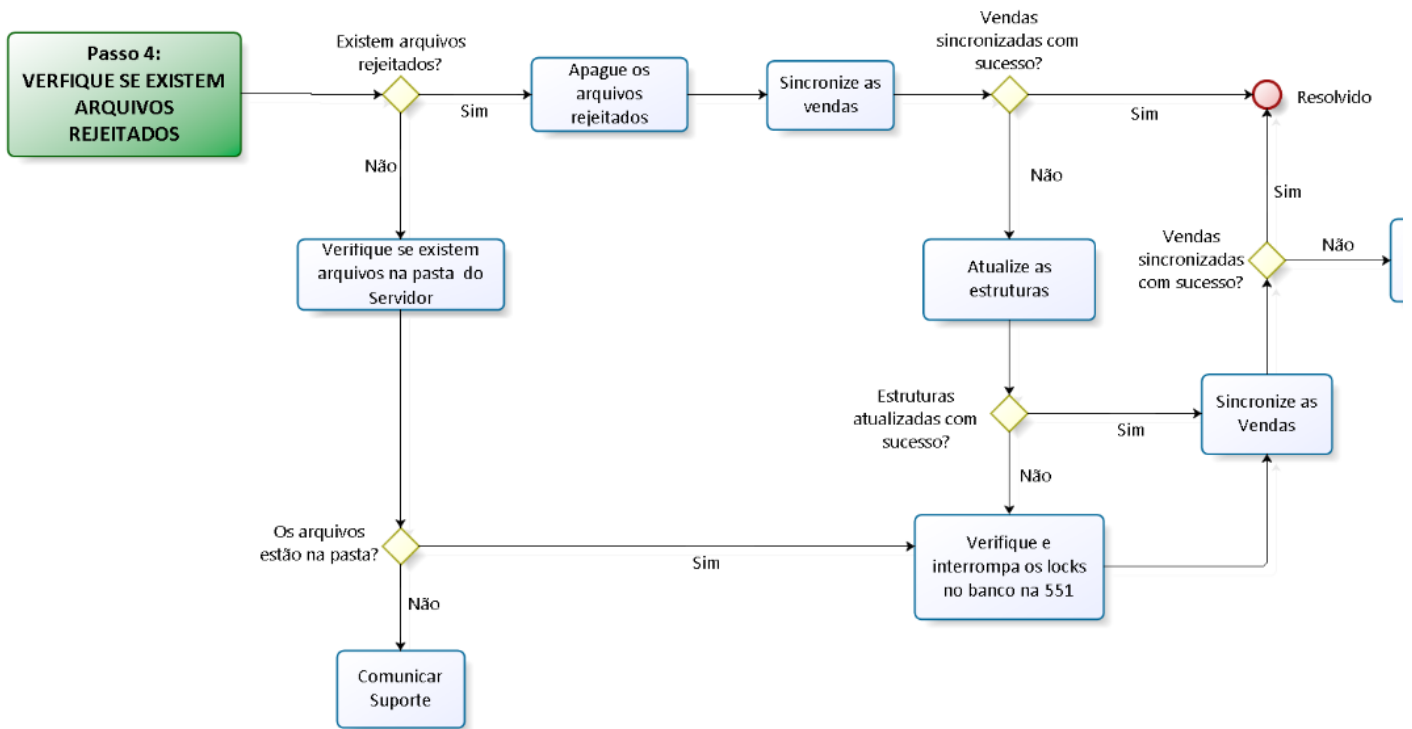 Passo 4:
VERFIQUE SE EXISTEM
ARQUIVOS
REJEITADOS
Existem arquivos
rejeitados?
Sim
Apague os
arquivos
rejeitados
Sincronize as
vendas
Vendas
sincronizadas com
sucesso?
Sim
Resolvido
Não
Não
Sim
Verifique se existem
arquivos na pasta do
Servidor
Atualize as
estruturas
Vendas
sincronizadas
com sucesso?
Não
Estruturas
atualizadas com
sucesso?
Sim
Sincronize as
Vendas
Não
Os arquivos
estão na pasta?
Sim
Verifique e
interrompa os locks
no banco na 551
Não
Comunicar
Suporte